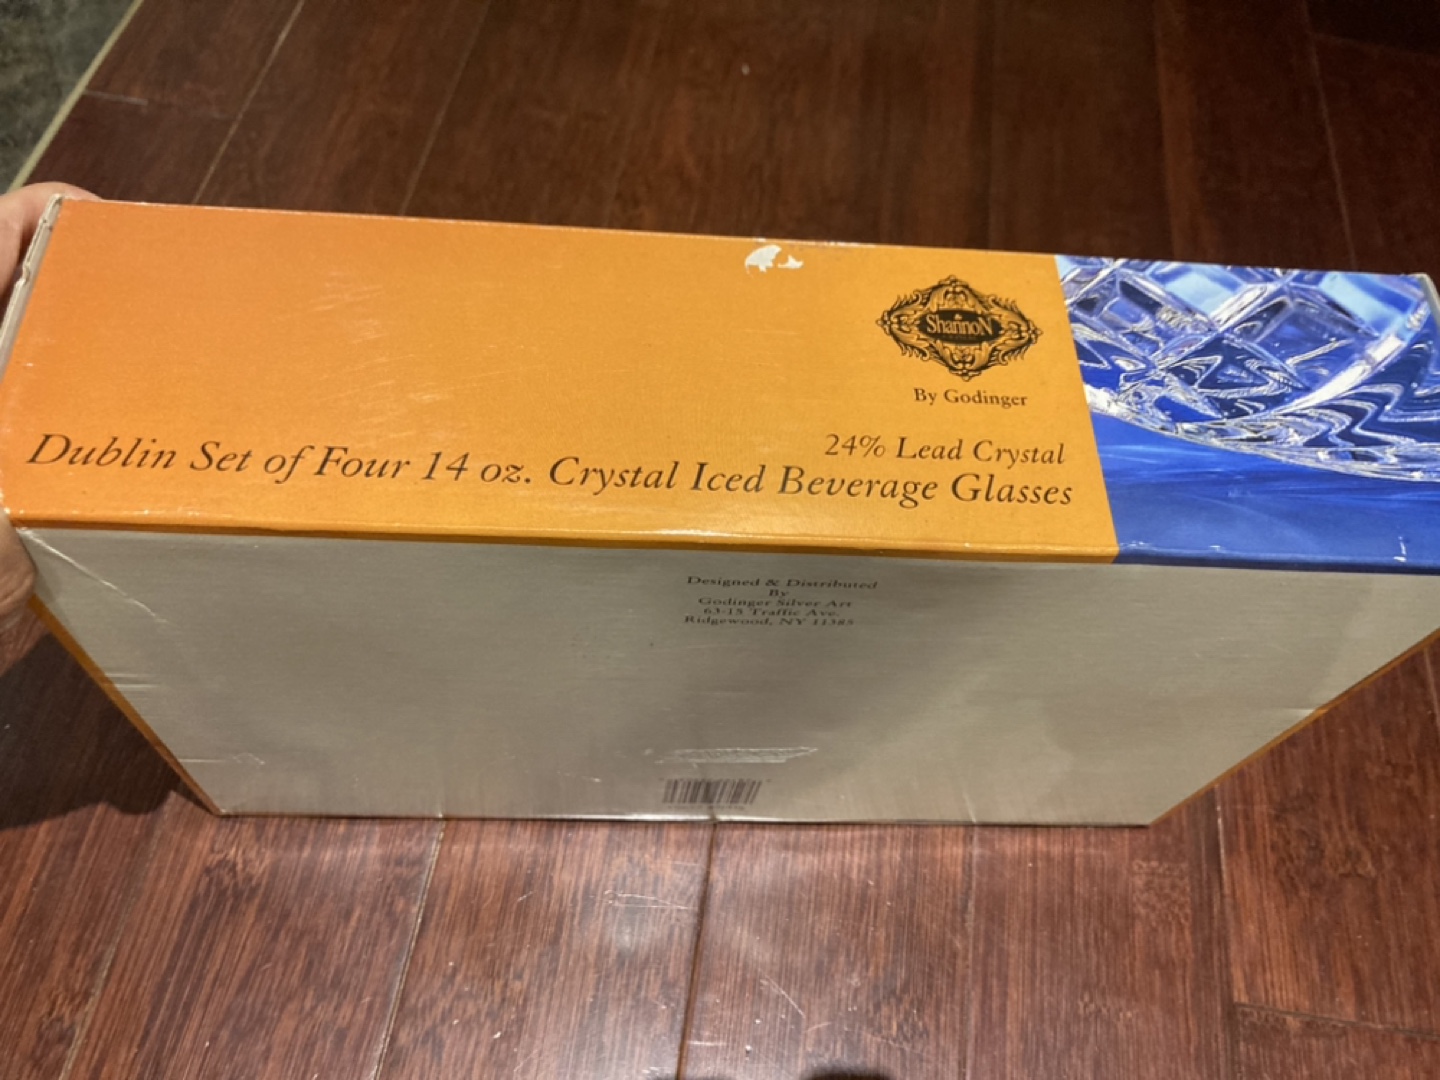 ShannoN
By Godinger
24% Lead Crystal
Dublin Set of Four 14 oz. Crystal Iced Beverage Glasses
Designed & Distributed
By
Godinger Silver Art
63-15 Traffic Ave.
Ridgewood, NY 11385